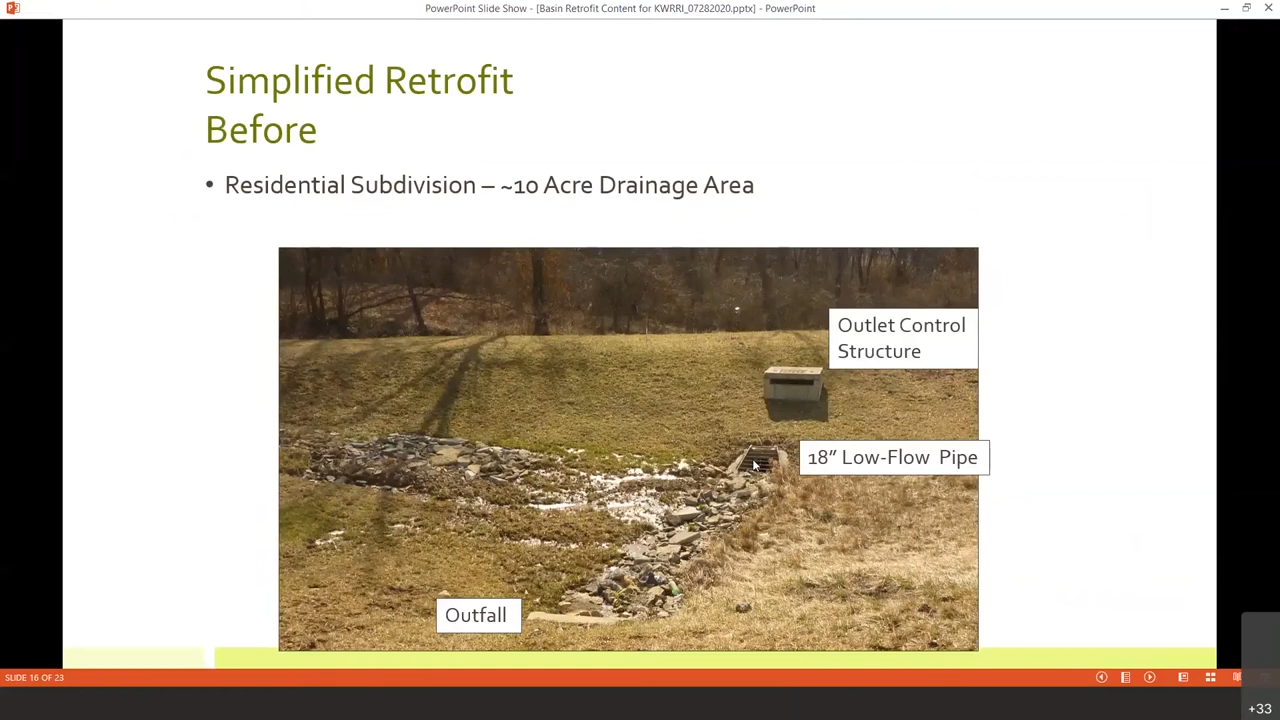 PowerPoint Slide Show - [Basin Retrofit Content for KWRRI_07282020.pptx] - PowerPoint
Simplified Retrofit
Before
• Residential Subdivision – ~10 Acre Drainage Area
Outlet Control
Structure
18” Low-Flow Pipe
Outfall
SLIDE 16 OF 23
+33